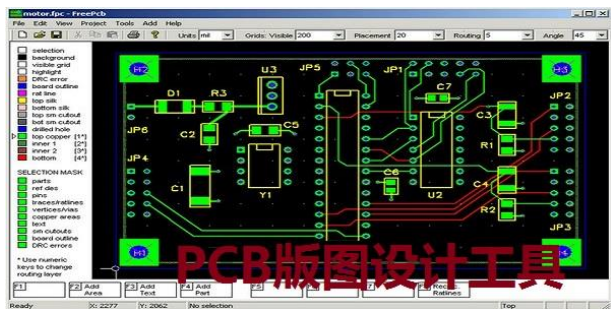 motor.fpc - FreePcb
File Edit View Project Tools Add Help
Units mil Grids: Visible 200 Placement 20 Routing 5 Angle 45
selection
background
visible grid
highlight
DRC error
board outline
rat line
top silk
bottom silk
top sm cutout
bot sm cutout
drilled hole
top copper [1*]
inner 1 [2*]
inner 2 [3*]
bottom [4*]
SELECTION MASK
parts
ref des
pins
traces/ratlines
vertices/vias
copper areas
text
sm cutouts
board outline
DRC errors
* Use numeric
keys to change
routing layer
H2 U3 JP5 JP1 H3
D1 R3 C7 JP2
C3
JP6 C2 C5
R1
JP4
C1 Y1 C6 U2 C4
R2
JP3
H1
PCB版图设计工具
F1 F2 Add Area F3 Add Text F4 Add Part F5 Ratlines
Ready X: 2277 Y: 2062 No selection Top